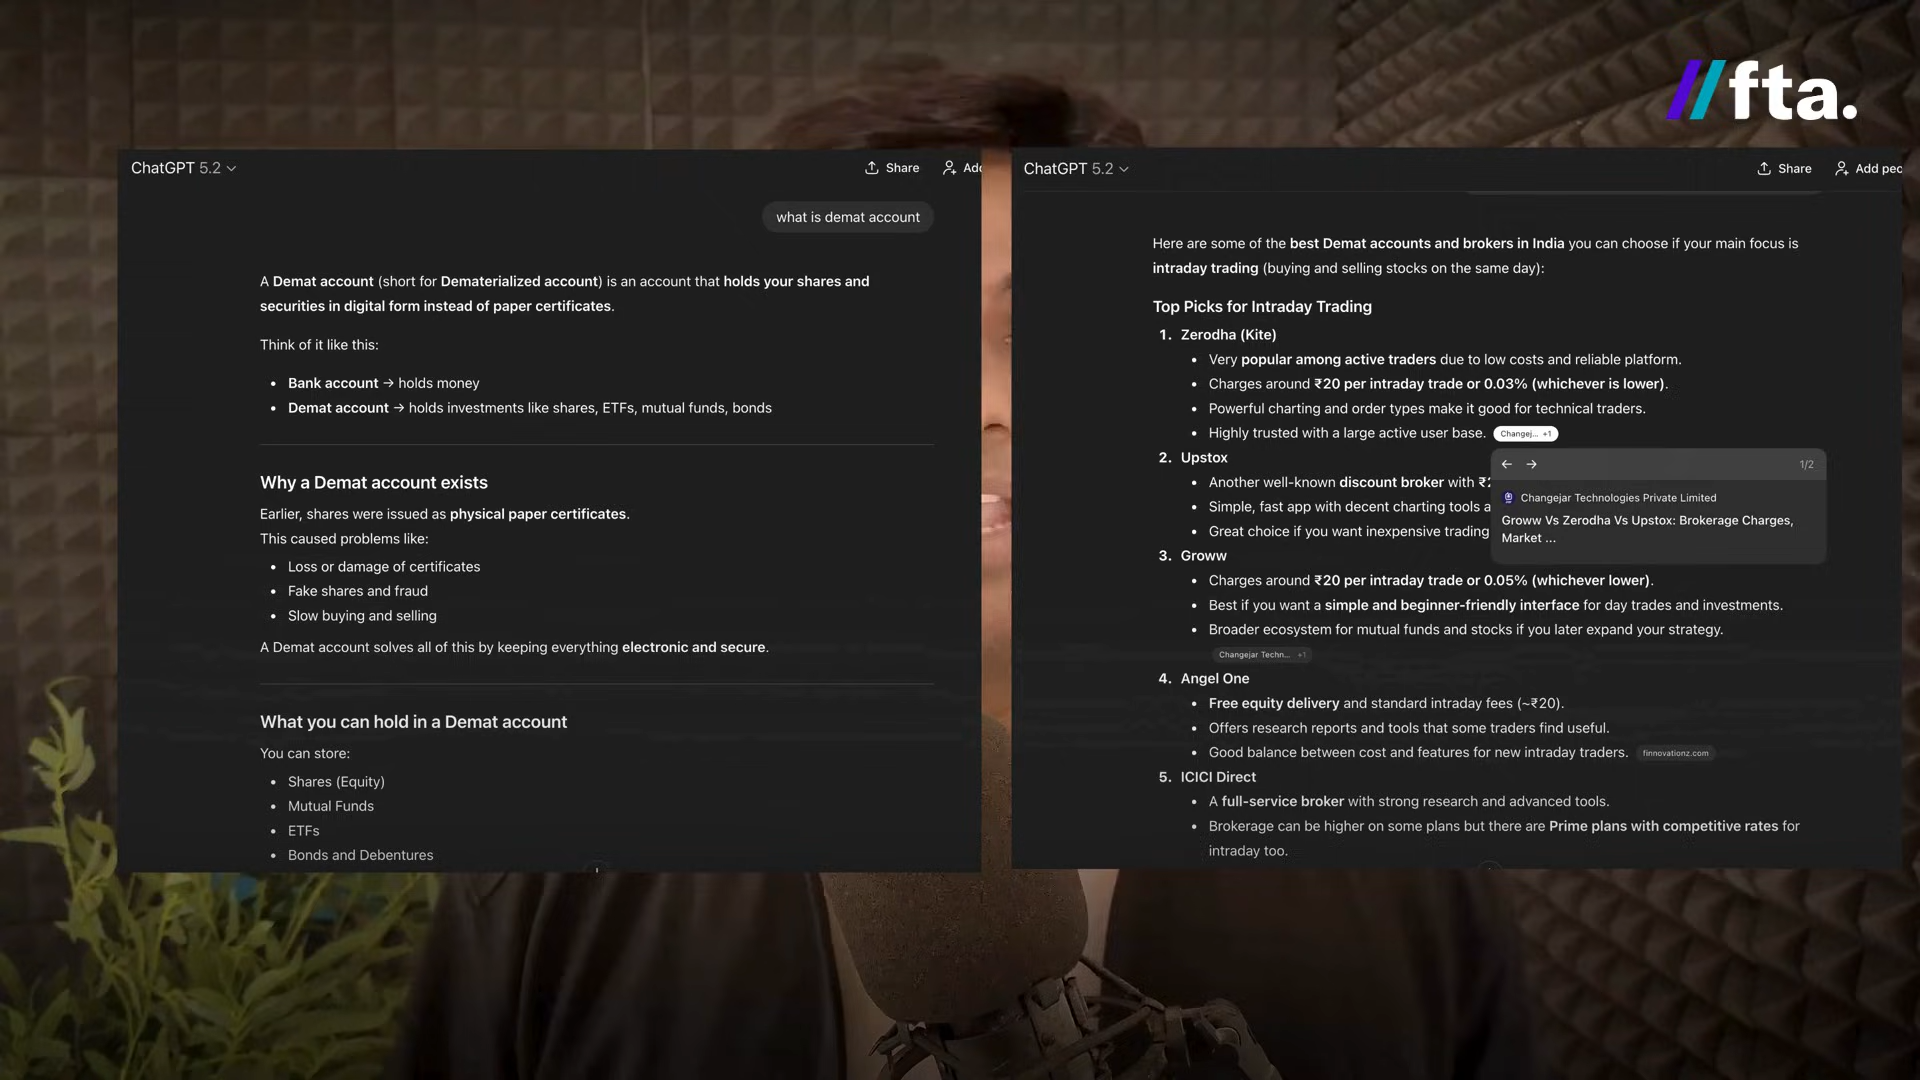 //fta.
ChatGPT 5.2
Share
Add
what is demat account
A Demat account (short for Dematerialized account) is an account that holds your shares and
securities in digital form instead of paper certificates.
Think of it like this:
• Bank account → holds money
• Demat account → holds investments like shares, ETFs, mutual funds, bonds
Why a Demat account exists
Earlier, shares were issued as physical paper certificates.
This caused problems like:
• Loss or damage of certificates
• Fake shares and fraud
• Slow buying and selling
A Demat account solves all of this by keeping everything electronic and secure.
What you can hold in a Demat account
You can store:
• Shares (Equity)
• Mutual Funds
• ETFs
• Bonds and Debentures
ChatGPT 5.2
Share
Add peo
Here are some of the best Demat accounts and brokers in India you can choose if your main focus is
intraday trading (buying and selling stocks on the same day):
Top Picks for Intraday Trading
1. Zerodha (Kite)
• Very popular among active traders due to low costs and reliable platform.
• Charges around ₹20 per intraday trade or 0.03% (whichever is lower).
• Powerful charting and order types make it good for technical traders.
• Highly trusted with a large active user base. Changej... +1
2. Upstox
• Another well-known discount broker with ₹2
• Simple, fast app with decent charting tools a
• Great choice if you want inexpensive trading
1/2
Changejar Technologies Private Limited
Groww Vs Zerodha Vs Upstox: Brokerage Charges,
Market ...
3. Groww
• Charges around ₹20 per intraday trade or 0.05% (whichever lower).
• Best if you want a simple and beginner-friendly interface for day trades and investments.
• Broader ecosystem for mutual funds and stocks if you later expand your strategy.
Changejar Techn... +1
4. Angel One
• Free equity delivery and standard intraday fees (~₹20).
• Offers research reports and tools that some traders find useful.
• Good balance between cost and features for new intraday traders. finnovationz.com
5. ICICI Direct
• A full-service broker with strong research and advanced tools.
• Brokerage can be higher on some plans but there are Prime plans with competitive rates for
intraday too.